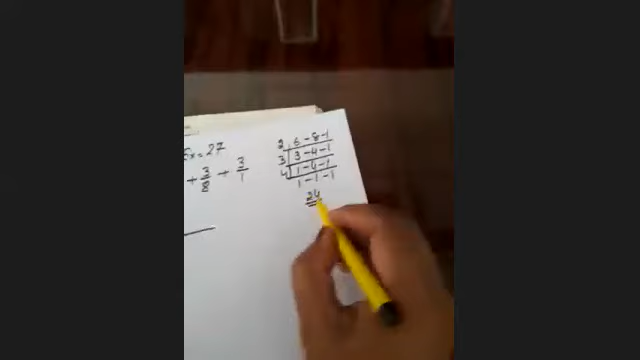 5x = 27
+ 3/8 + 3/1
2 | 6 - 8 - 1
3 | 3 - 4 - 1
4 | 1 - 4 - 1
1 - 1 - 1
24